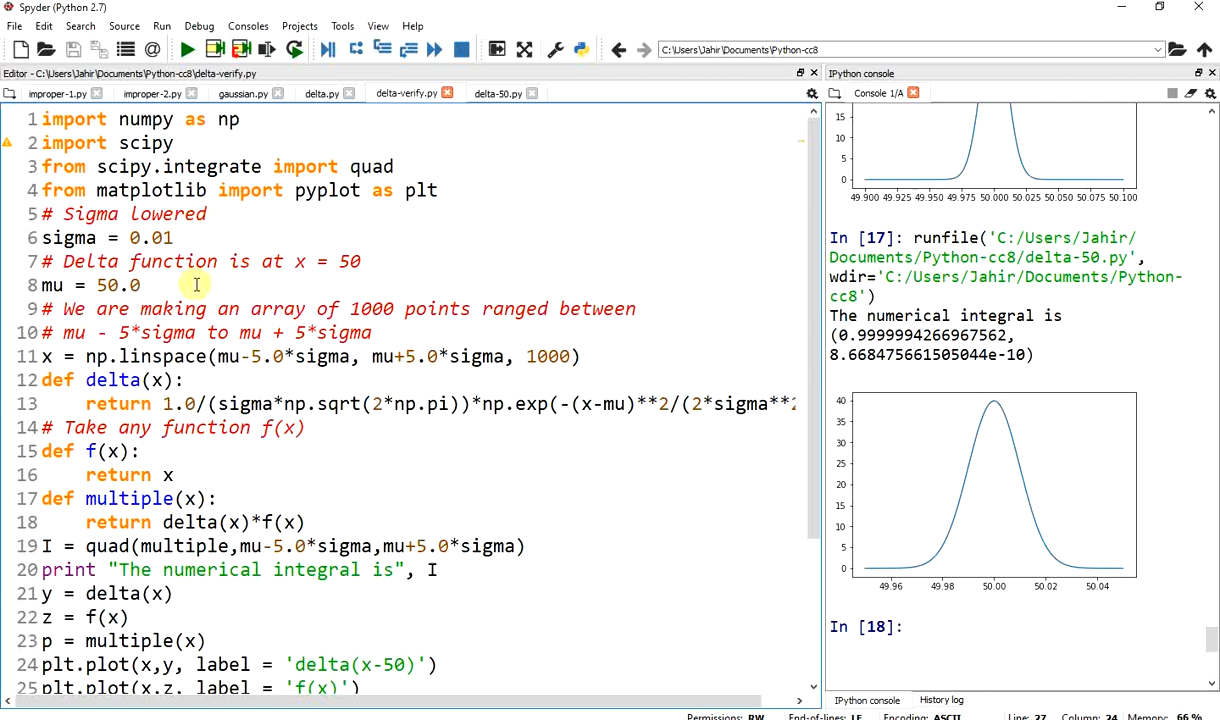 Spyder (Python 2.7)
File Edit Search Source Run Debug Consoles Projects Tools View Help
C:\Users\Jahir\Documents\Python-cc8
Editor - C:\Users\Jahir\Documents\Python-cc8\delta-verify.py
IPython console
improper-1.py improper-2.py gaussian.py delta.py delta-verify.py delta-50.py
Console 1/A
1 import numpy as np
2 import scipy
3 from scipy.integrate import quad
4 from matplotlib import pyplot as plt
5 # Sigma lowered
6 sigma = 0.01
7 # Delta function is at x = 50
8 mu = 50.0
9 # We are making an array of 1000 points ranged between
10 # mu - 5*sigma to mu + 5*sigma
11 x = np.linspace(mu-5.0*sigma, mu+5.0*sigma, 1000)
12 def delta(x):
13 return 1.0/(sigma*np.sqrt(2*np.pi))*np.exp(-(x-mu)**2/(2*sigma**2
14 # Take any function f(x)
15 def f(x):
16 return x
17 def multiple(x):
18 return delta(x)*f(x)
19 I = quad(multiple,mu-5.0*sigma,mu+5.0*sigma)
20 print "The numerical integral is", I
21 y = delta(x)
22 z = f(x)
23 p = multiple(x)
24 plt.plot(x,y, label = 'delta(x-50)')
25 plt.plot(x,z, label = 'f(x)')
15
10
5
0
49.900 49.925 49.950 49.975 50.000 50.025 50.050 50.075 50.100
In [17]: runfile('C:/Users/Jahir/
Documents/Python-cc8/delta-50.py',
wdir='C:/Users/Jahir/Documents/Python-
cc8')
The numerical integral is
(0.9999994266967562,
8.668475661505044e-10)
40
35
30
25
20
15
10
5
0
49.96 49.98 50.00 50.02 50.04
In [18]:
IPython console History log
Permissions: RW End-of-lines: LF Encoding: ASCII Line: 27 Column: 24 Memory: 66 %